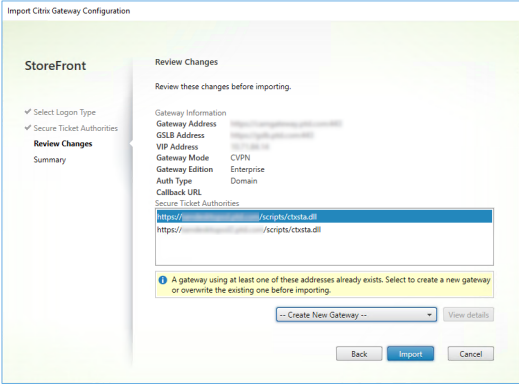 Import Citrix Gateway Configuration
StoreFront
Select Logon Type
Secure Ticket Authorities
Review Changes
Summary
Review Changes
Review these changes before importing.
Gateway Information
Gateway Address
GSLB Address
VIP Address
Gateway Mode CVPN
Gateway Edition Enterprise
Auth Type Domain
Callback URL
Secure Ticket Authorities
https:// /scripts/ctxsta.dll
https:// /scripts/ctxsta.dll
A gateway using at least one of these addresses already exists. Select to create a new gateway
or overwrite the existing one before importing.
-- Create New Gateway -- View details
Back Import Cancel